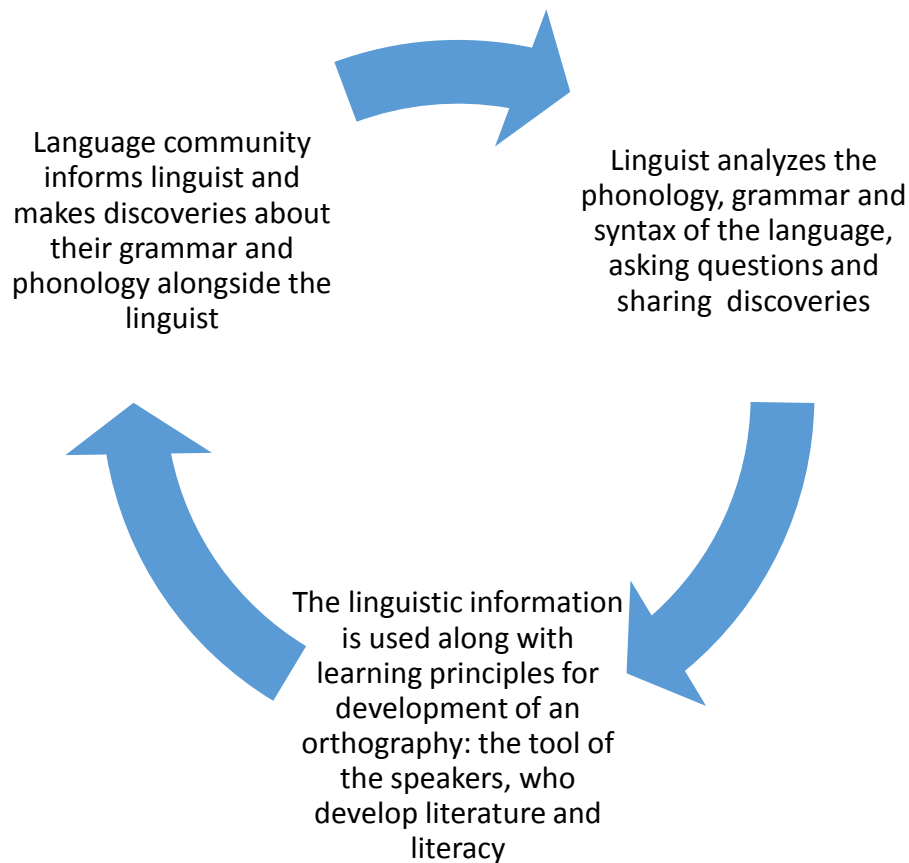 Language community
informs linguist and
makes discoveries about
their grammar and
phonology alongside the
linguist
Linguist analyzes the
phonology, grammar and
syntax of the language,
asking questions and
sharing  discoveries
The linguistic information
is used along with
learning principles for
development of an
orthography: the tool of
the speakers, who
develop literature and
literacy